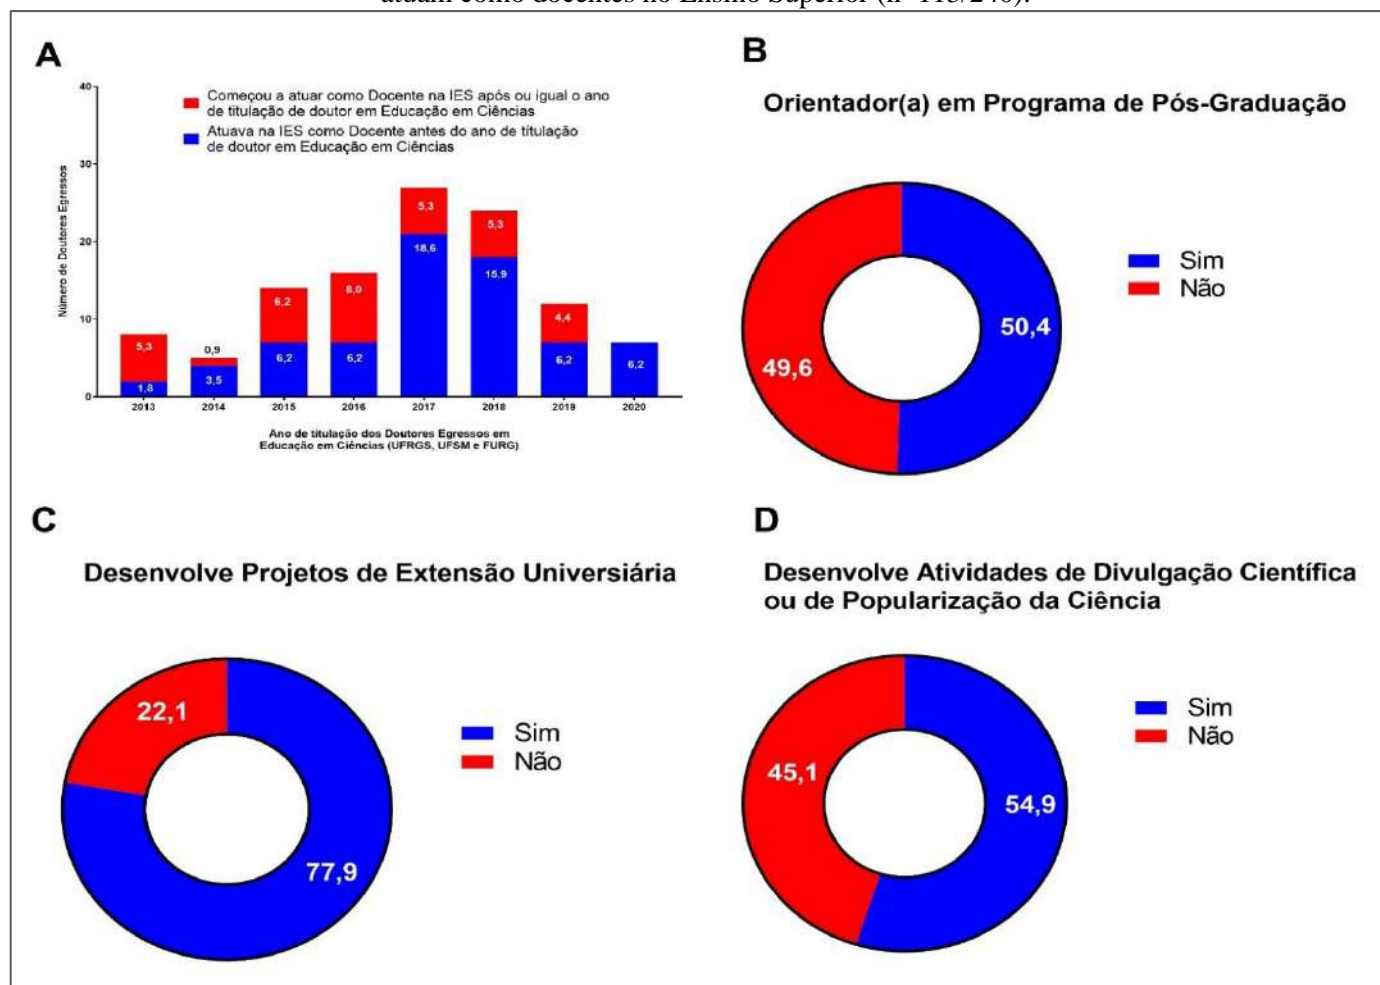 atuam como docentes no Ensino Superior (n=113/240).
A
Começou a atuar como Docente na IES após ou igual o ano
de titulação de doutor em Educação em Ciências
Atuava na IES como Docente antes do ano de titulação
de doutor em Educação em Ciências
Número de Doutores Egressos
40
30
20
10
0
5,3
1,8
0,9
3,5
6,2
6,2
8,0
6,2
5,3
18,6
5,3
15,9
4,4
6,2
6,2
2013
2014
2015
2016
2017
2018
2019
2020
Ano de titulação dos Doutores Egressos em
Educação em Ciências (UFRGS, UFSM e FURG)
B
Orientador(a) em Programa de Pós-Graduação
Sim
Não
50,4
49,6
C
Desenvolve Projetos de Extensão Universiária
22,1
Sim
Não
77,9
D
Desenvolve Atividades de Divulgação Científica
ou de Popularização da Ciência
Sim
Não
45,1
54,9